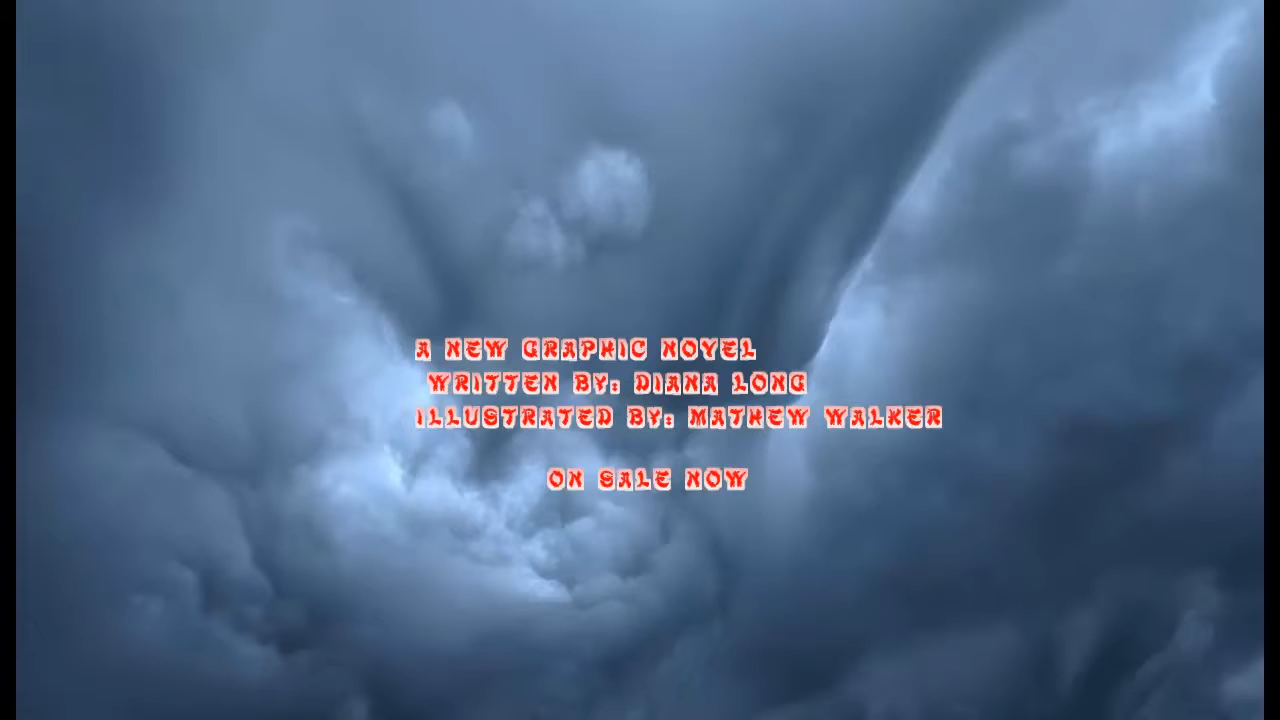 A NEW GRAPHIC NOVEL
WRITTEN BY: DIANA LONG
ILLUSTRATED BY: MATHEW WALKER
ON SALE NOW